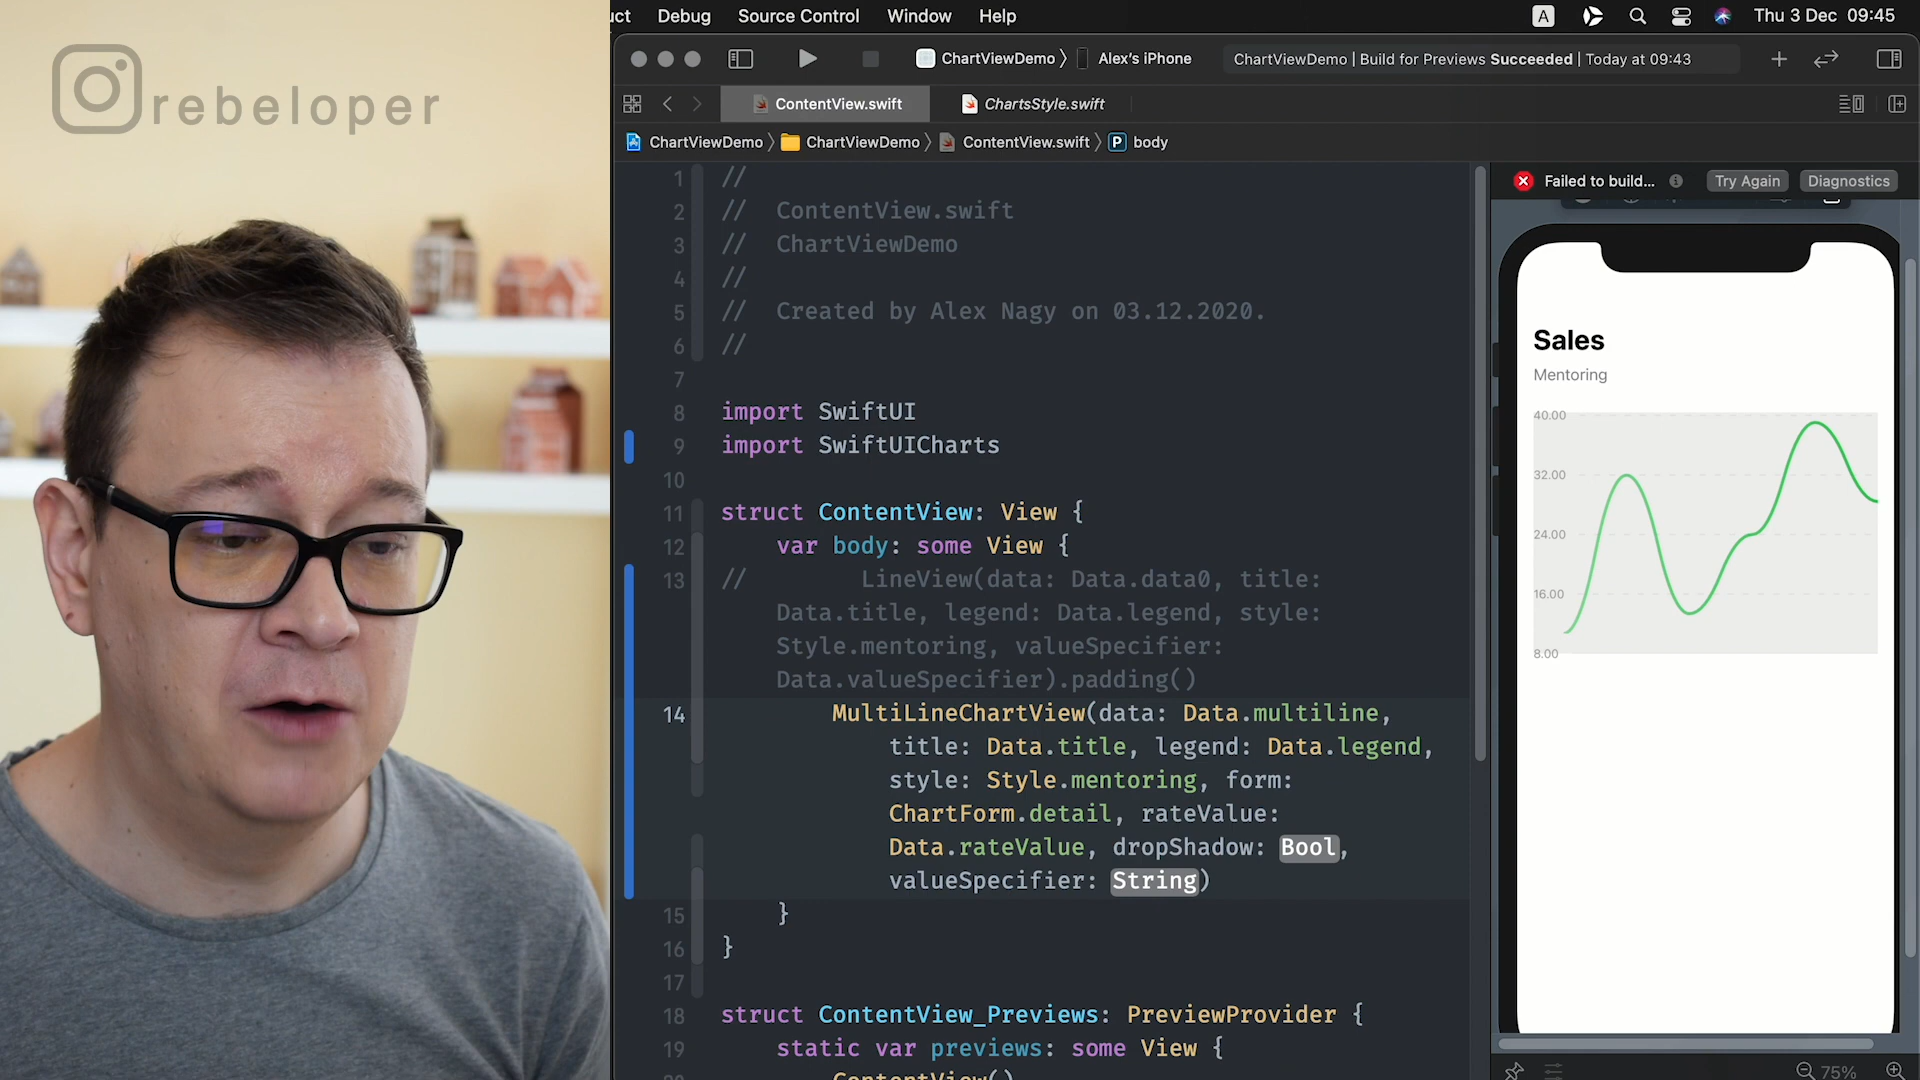 rebeloper
uct Debug Source Control Window Help A Thu 3 Dec 09:45
ChartViewDemo 〉 Alex's iPhone ChartViewDemo | Build for Previews Succeeded | Today at 09:43
ContentView.swift ChartsStyle.swift
ChartViewDemo 〉 ChartViewDemo 〉 ContentView.swift 〉 P body
1 //
2 // ContentView.swift
3 // ChartViewDemo
4 //
5 // Created by Alex Nagy on 03.12.2020.
6 //
7
8 import SwiftUI
9 import SwiftUICharts
10
11 struct ContentView: View {
12 var body: some View {
13 // LineView(data: Data.data0, title:
Data.title, legend: Data.legend, style:
Style.mentoring, valueSpecifier:
Data.valueSpecifier).padding()
14 MultiLineChartView(data: Data.multiline,
title: Data.title, legend: Data.legend,
style: Style.mentoring, form:
ChartForm.detail, rateValue:
Data.rateValue, dropShadow: Bool,
valueSpecifier: String)
15 }
16 }
17
18 struct ContentView_Previews: PreviewProvider {
19 static var previews: some View {
ContentView()
Failed to build... Try Again Diagnostics
Sales
Mentoring
40.00
32.00
24.00
16.00
8.00
75%